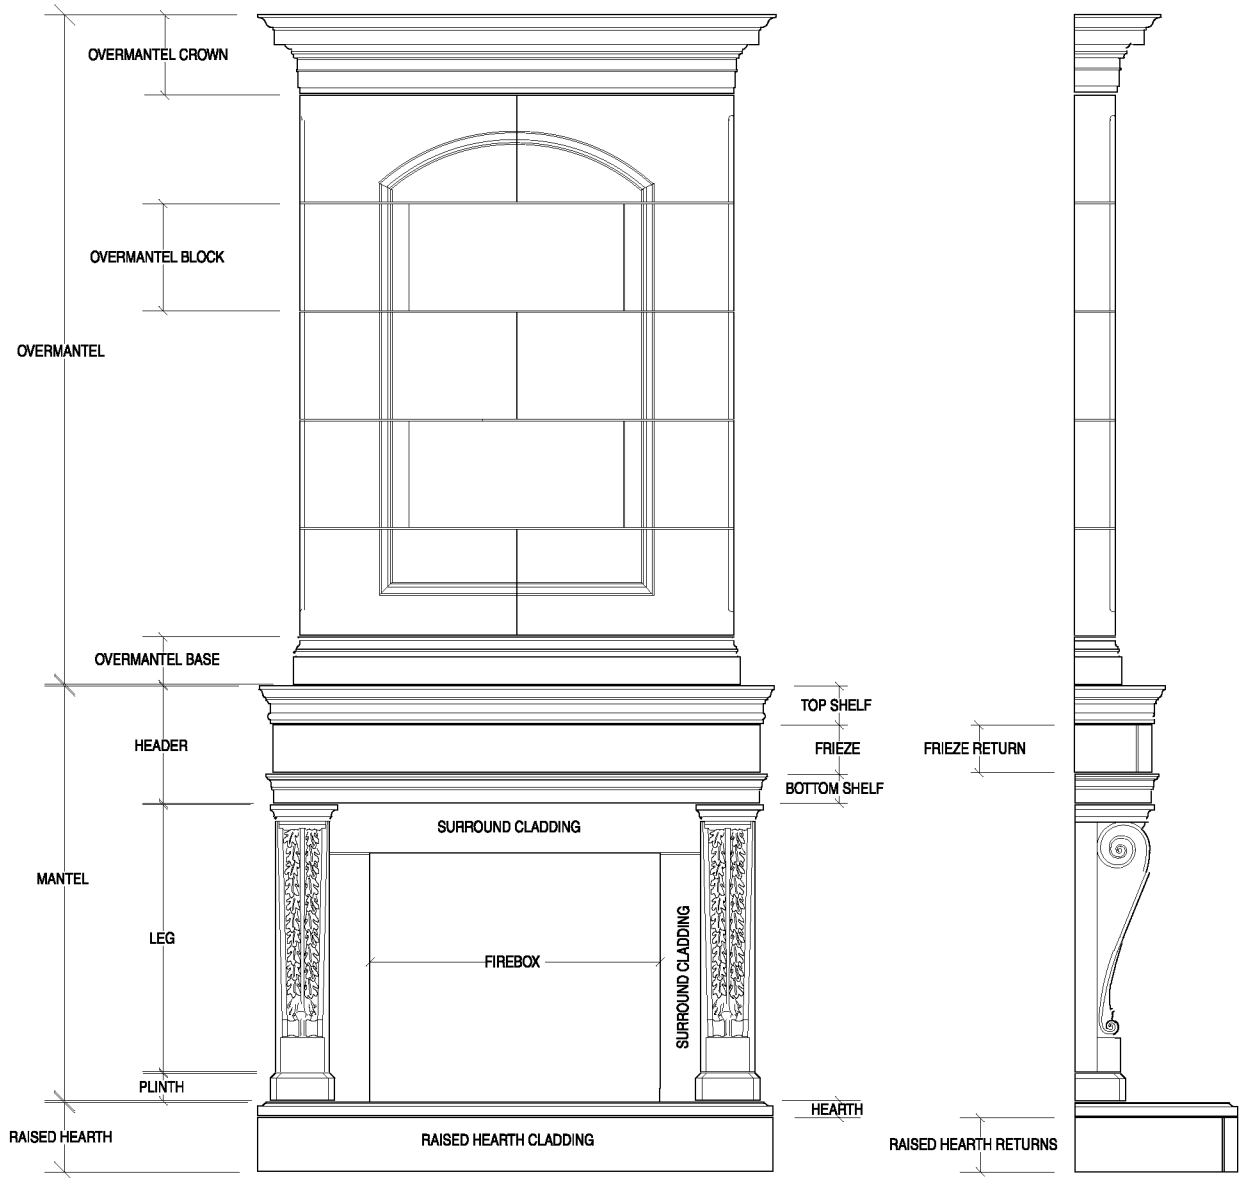 OVERMANTEL CROWN
OVERMANTEL BLOCK
OVERMANTEL
OVERMANTEL BASE
TOP SHELF
HEADER
FRIEZE
FRIEZE RETURN
BOTTOM SHELF
SURROUND CLADDING
MANTEL
LEG
FIREBOX
SURROUND CLADDING
PLINTH
HEARTH
RAISED HEARTH
RAISED HEARTH CLADDING
RAISED HEARTH RETURNS